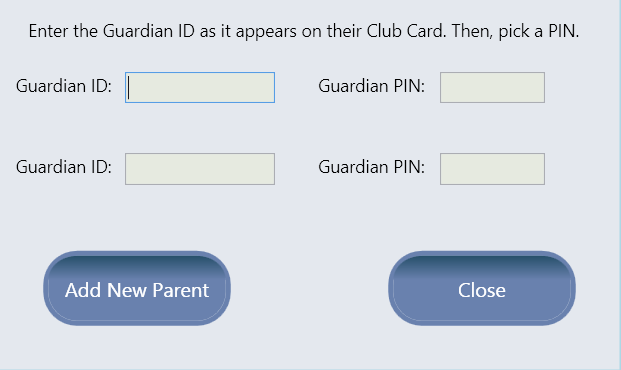 Enter the Guardian ID as it appears on their Club Card. Then, pick a PIN.
Guardian ID: Guardian PIN:
Guardian ID: Guardian PIN:
Add New Parent Close